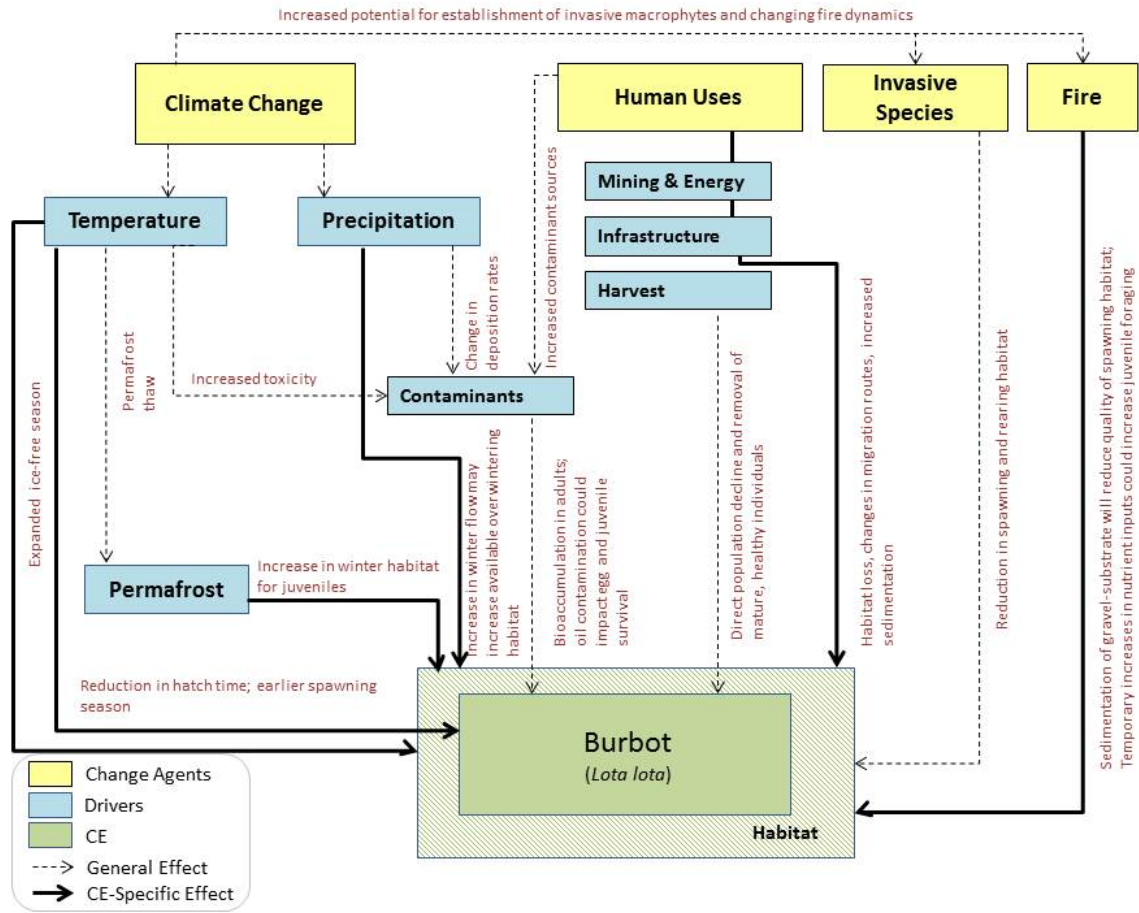 Increased potential for establishment of invasive macrophytes and changing fire dynamics
Climate Change
Human Uses
Invasive
Species
Fire
Mining & Energy
Temperature
Precipitation
Infrastructure
Harvest
Increased contaminant sources
Change in
deposition rates
Permafrost
thaw
Increased toxicity
Contaminants
Expanded ice-free season
Permafrost
Increase in winter habitat
for juveniles
Increase in winter flow may
increase available overwintering
habitat
Bioaccumulation in adults;
oil contamination could
impact egg and juvenile
survival
Direct population decline and removal of
mature, healthy individuals
Habitat loss, changes in migration routes, increased
sedimentation
Reduction in spawning and rearing habitat
Sedimentation of gravel-substrate will reduce quality of spawning habitat;
Temporary increases in nutrient inputs could increase juvenile foraging
Reduction in hatch time; earlier spawning
season
Burbot
(Lota lota)
Habitat
Change Agents
Drivers
CE
General Effect
CE-Specific Effect